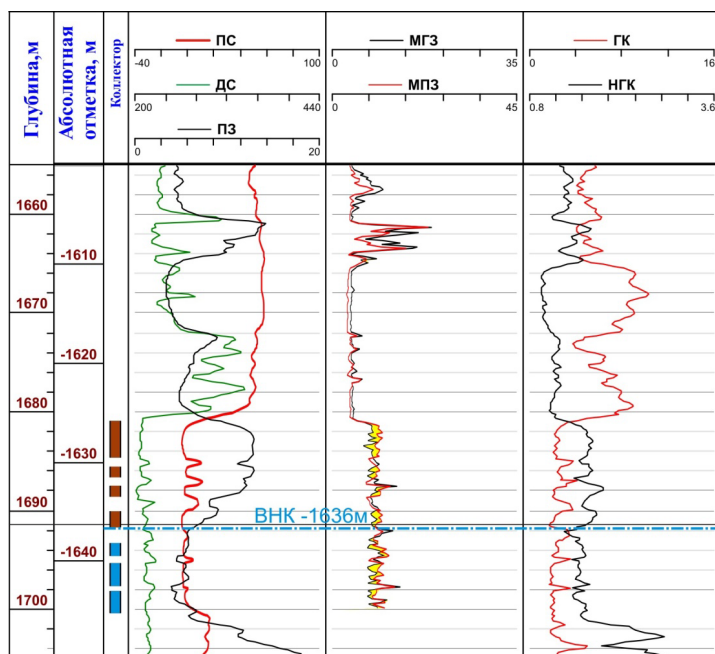 Глубина,м
Абсолютная
отметка, м
Коллектор
ПС
-40 100
ДС
200 440
ПЗ
0 20
МГЗ
0 35
МПЗ
0 45
ГК
0 16
НГК
0.8 3.6
1660
-1610
1670
-1620
1680
-1630
1690
ВНК -1636м
-1640
1700